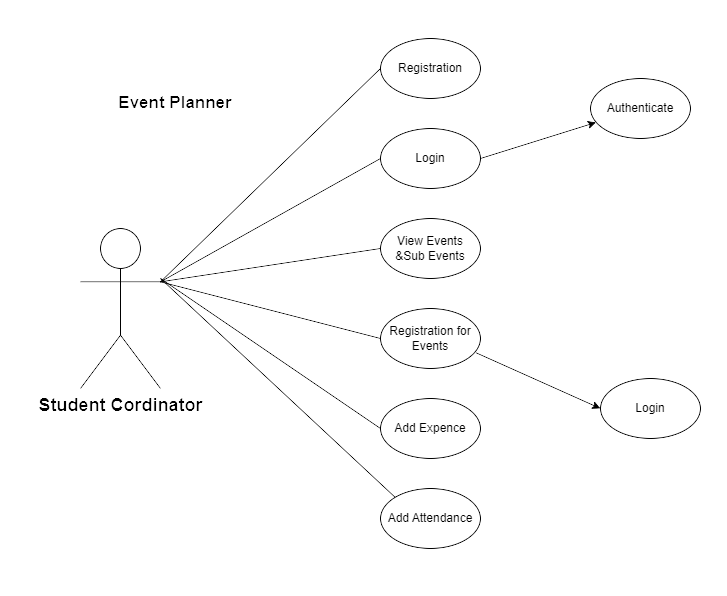 Registration
Event Planner
Authenticate
Login
View Events
&Sub Events
Registration for
Events
Student Cordinator
Login
Add Expence
Add Attendance